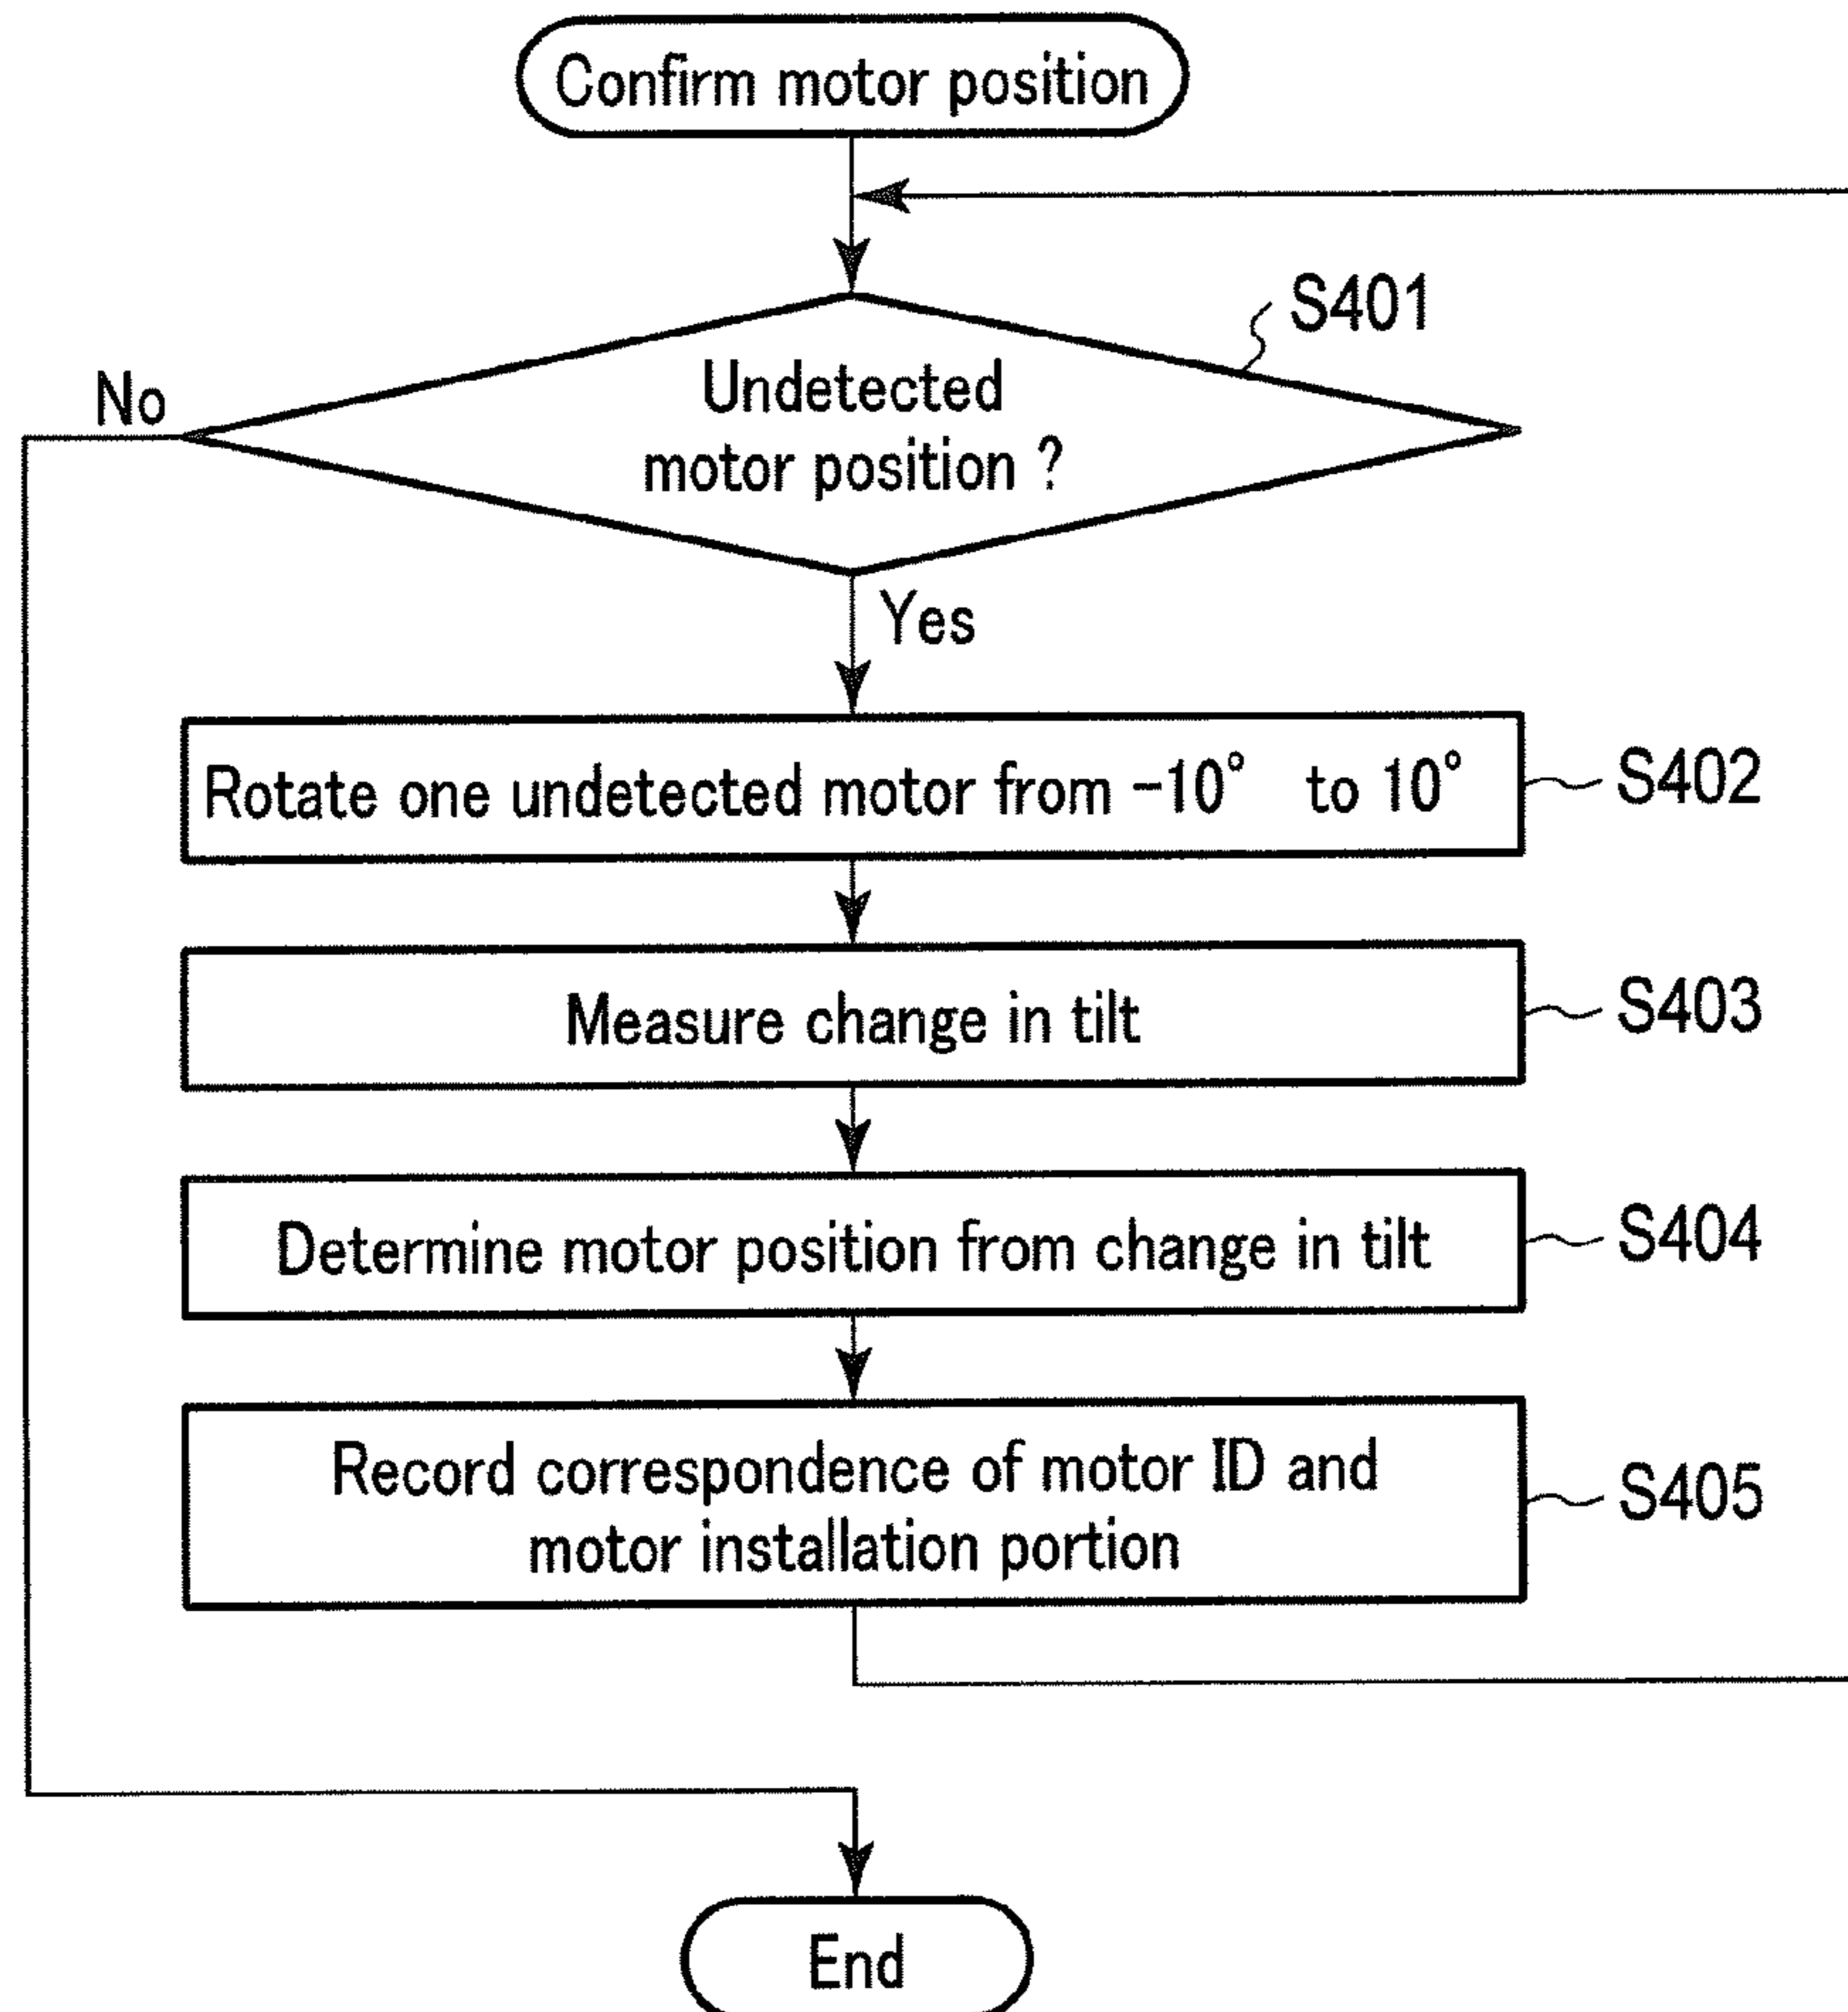 Confirm motor position
S401
No
Undetected
motor position ?
Yes
Rotate one undetected motor from -10° to 10°
S402
Measure change in tilt
S403
Determine motor position from change in tilt
S404
Record correspondence of motor ID and
motor installation portion
S405
End